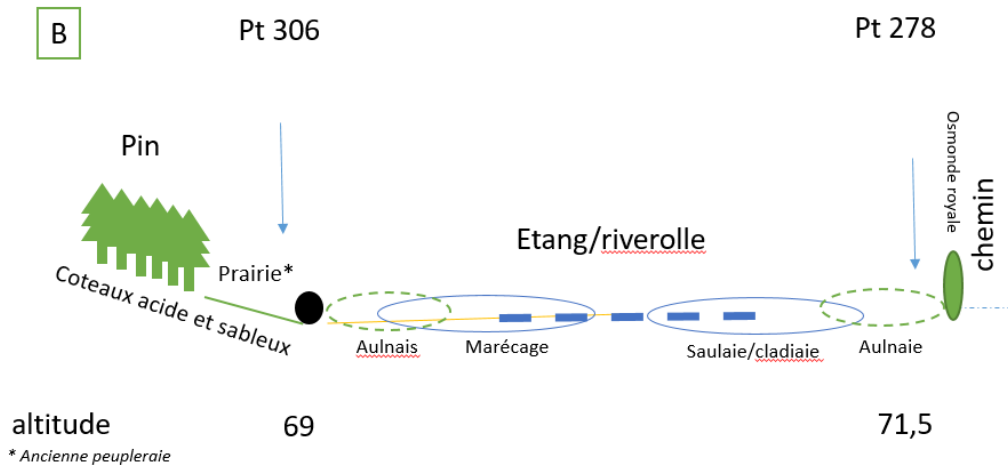 B
Pt 306
Pt 278
Pin
Osmonde royale
chemin
Etang/riverolle
Prairie*
Coteaux acide et sableux
Aulnais
Marécage
Saulaie/cladiaie
Aulnaie
altitude
69
71,5
* Ancienne peupleraie